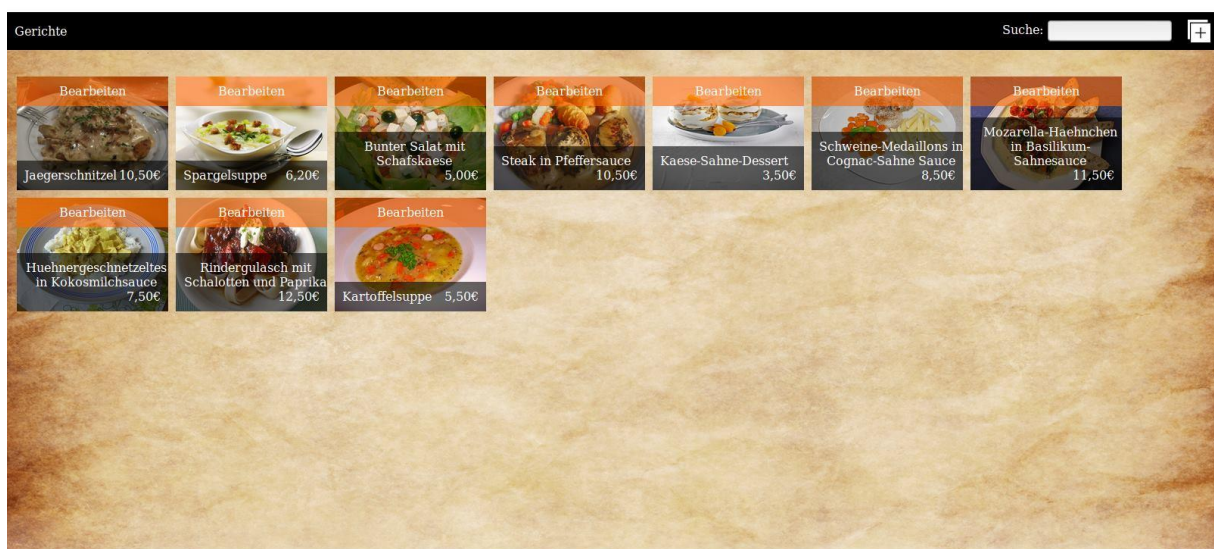 Gerichte
Suche:
Bearbeiten
Jaegerschnitzel 10,50€
Bearbeiten
Spargelsuppe 6,20€
Bearbeiten
Bunter Salat mit
Schafskaese
5,00€
Bearbeiten
Steak in Pfeffersauce
10,50€
Bearbeiten
Kaese-Sahne-Dessert
3,50€
Bearbeiten
Schweine-Medaillons in
Cognac-Sahne Sauce
8,50€
Bearbeiten
Mozarella-Haehnchen
in Basilikum-
Sahnesauce
11,50€
Bearbeiten
Huehnergeschnetzeltes
in Kokosmilchsauce
7,50€
Bearbeiten
Rindergulasch mit
Schalotten und Paprika
12,50€
Bearbeiten
Kartoffelsuppe 5,50€